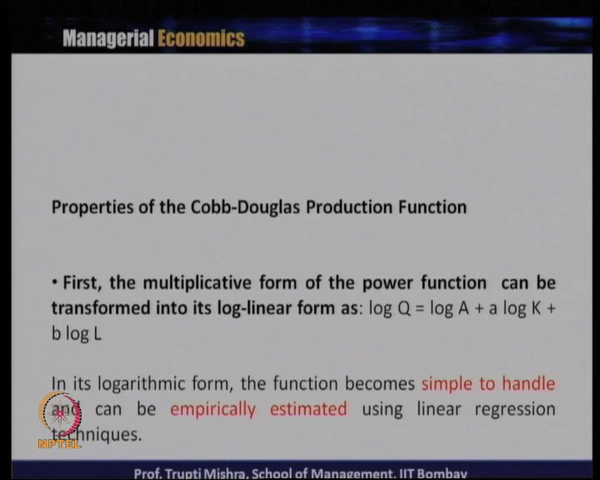 Managerial Economics
Properties of the Cobb-Douglas Production Function
• First, the multiplicative form of the power function can be
transformed into its log-linear form as: log Q = log A + a log K +
b log L
In its logarithmic form, the function becomes simple to handle
and can be empirically estimated using linear regression
techniques.
NPTEL
Prof. Trupti Mishra, School of Management, IIT Bombay